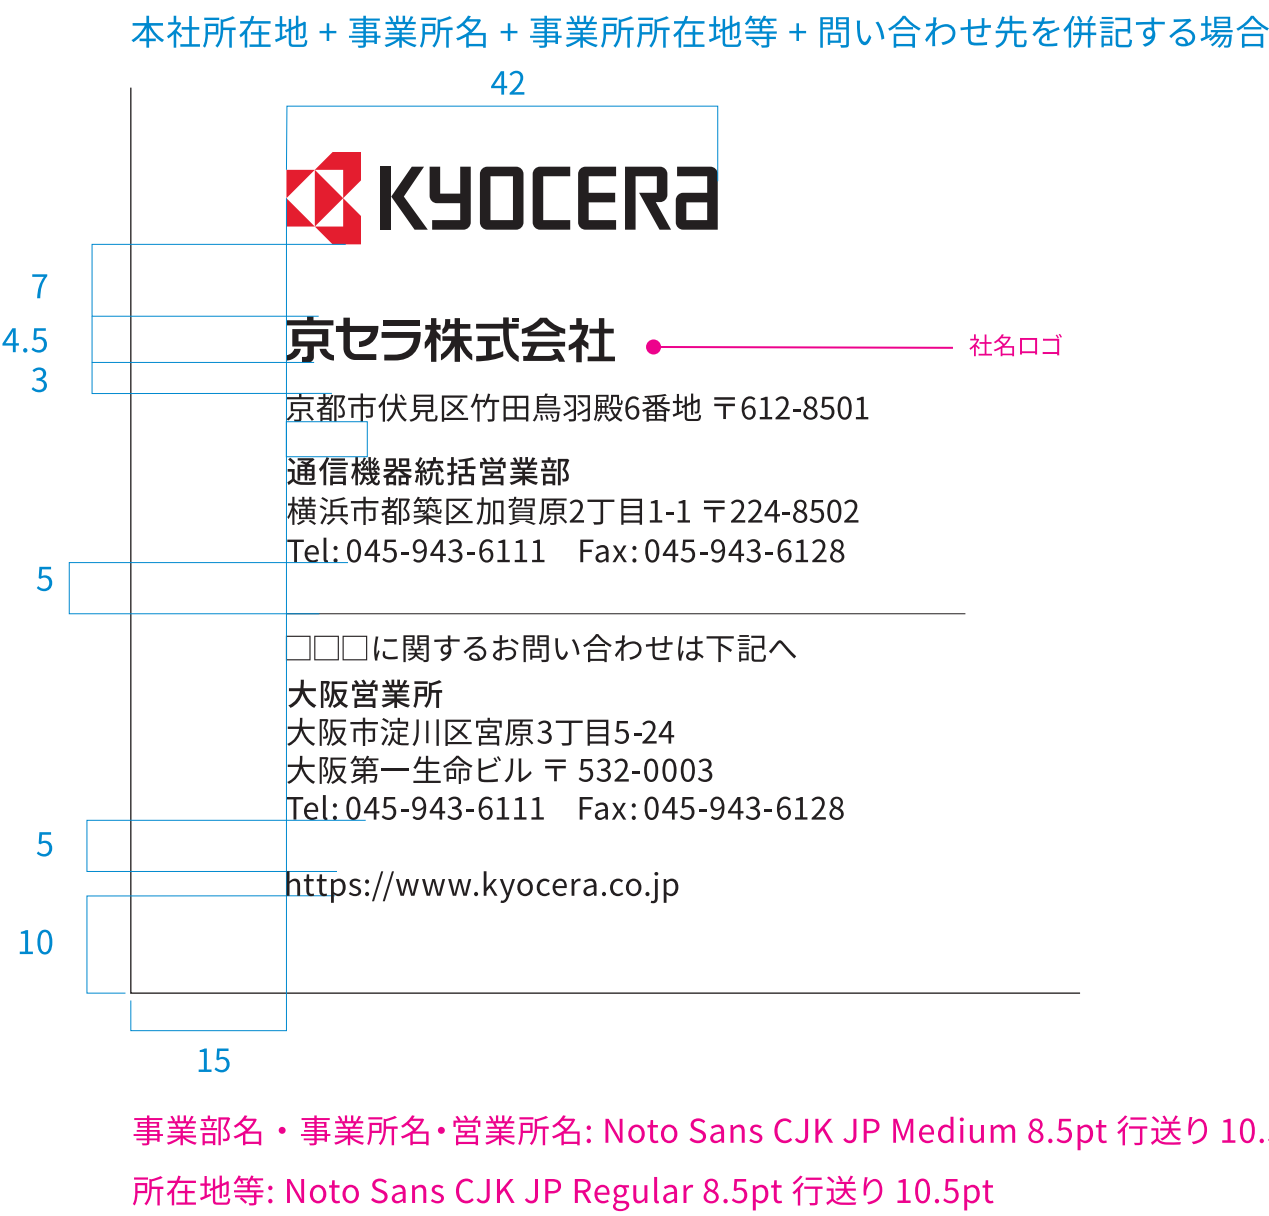 本社所在地 + 事業所名 + 事業所所在地等 + 問い合わせ先を併記する場合
42
KYOCERA
7
4.5
京セラ株式会社
社名ロゴ
3
京都市伏見区竹田鳥羽殿6番地 〒612-8501
通信機器統括営業部
横浜市都築区加賀原2丁目1-1 〒224-8502
Tel: 045-943-6111 Fax: 045-943-6128
5
□□□に関するお問い合わせは下記へ
大阪営業所
大阪市淀川区宮原3丁目5-24
大阪第一生命ビル 〒 532-0003
Tel: 045-943-6111 Fax: 045-943-6128
5
https://www.kyocera.co.jp
10
15
事業部名・事業所名・営業所名: Noto Sans CJK JP Medium 8.5pt 行送り 10.
所在地等: Noto Sans CJK JP Regular 8.5pt 行送り 10.5pt